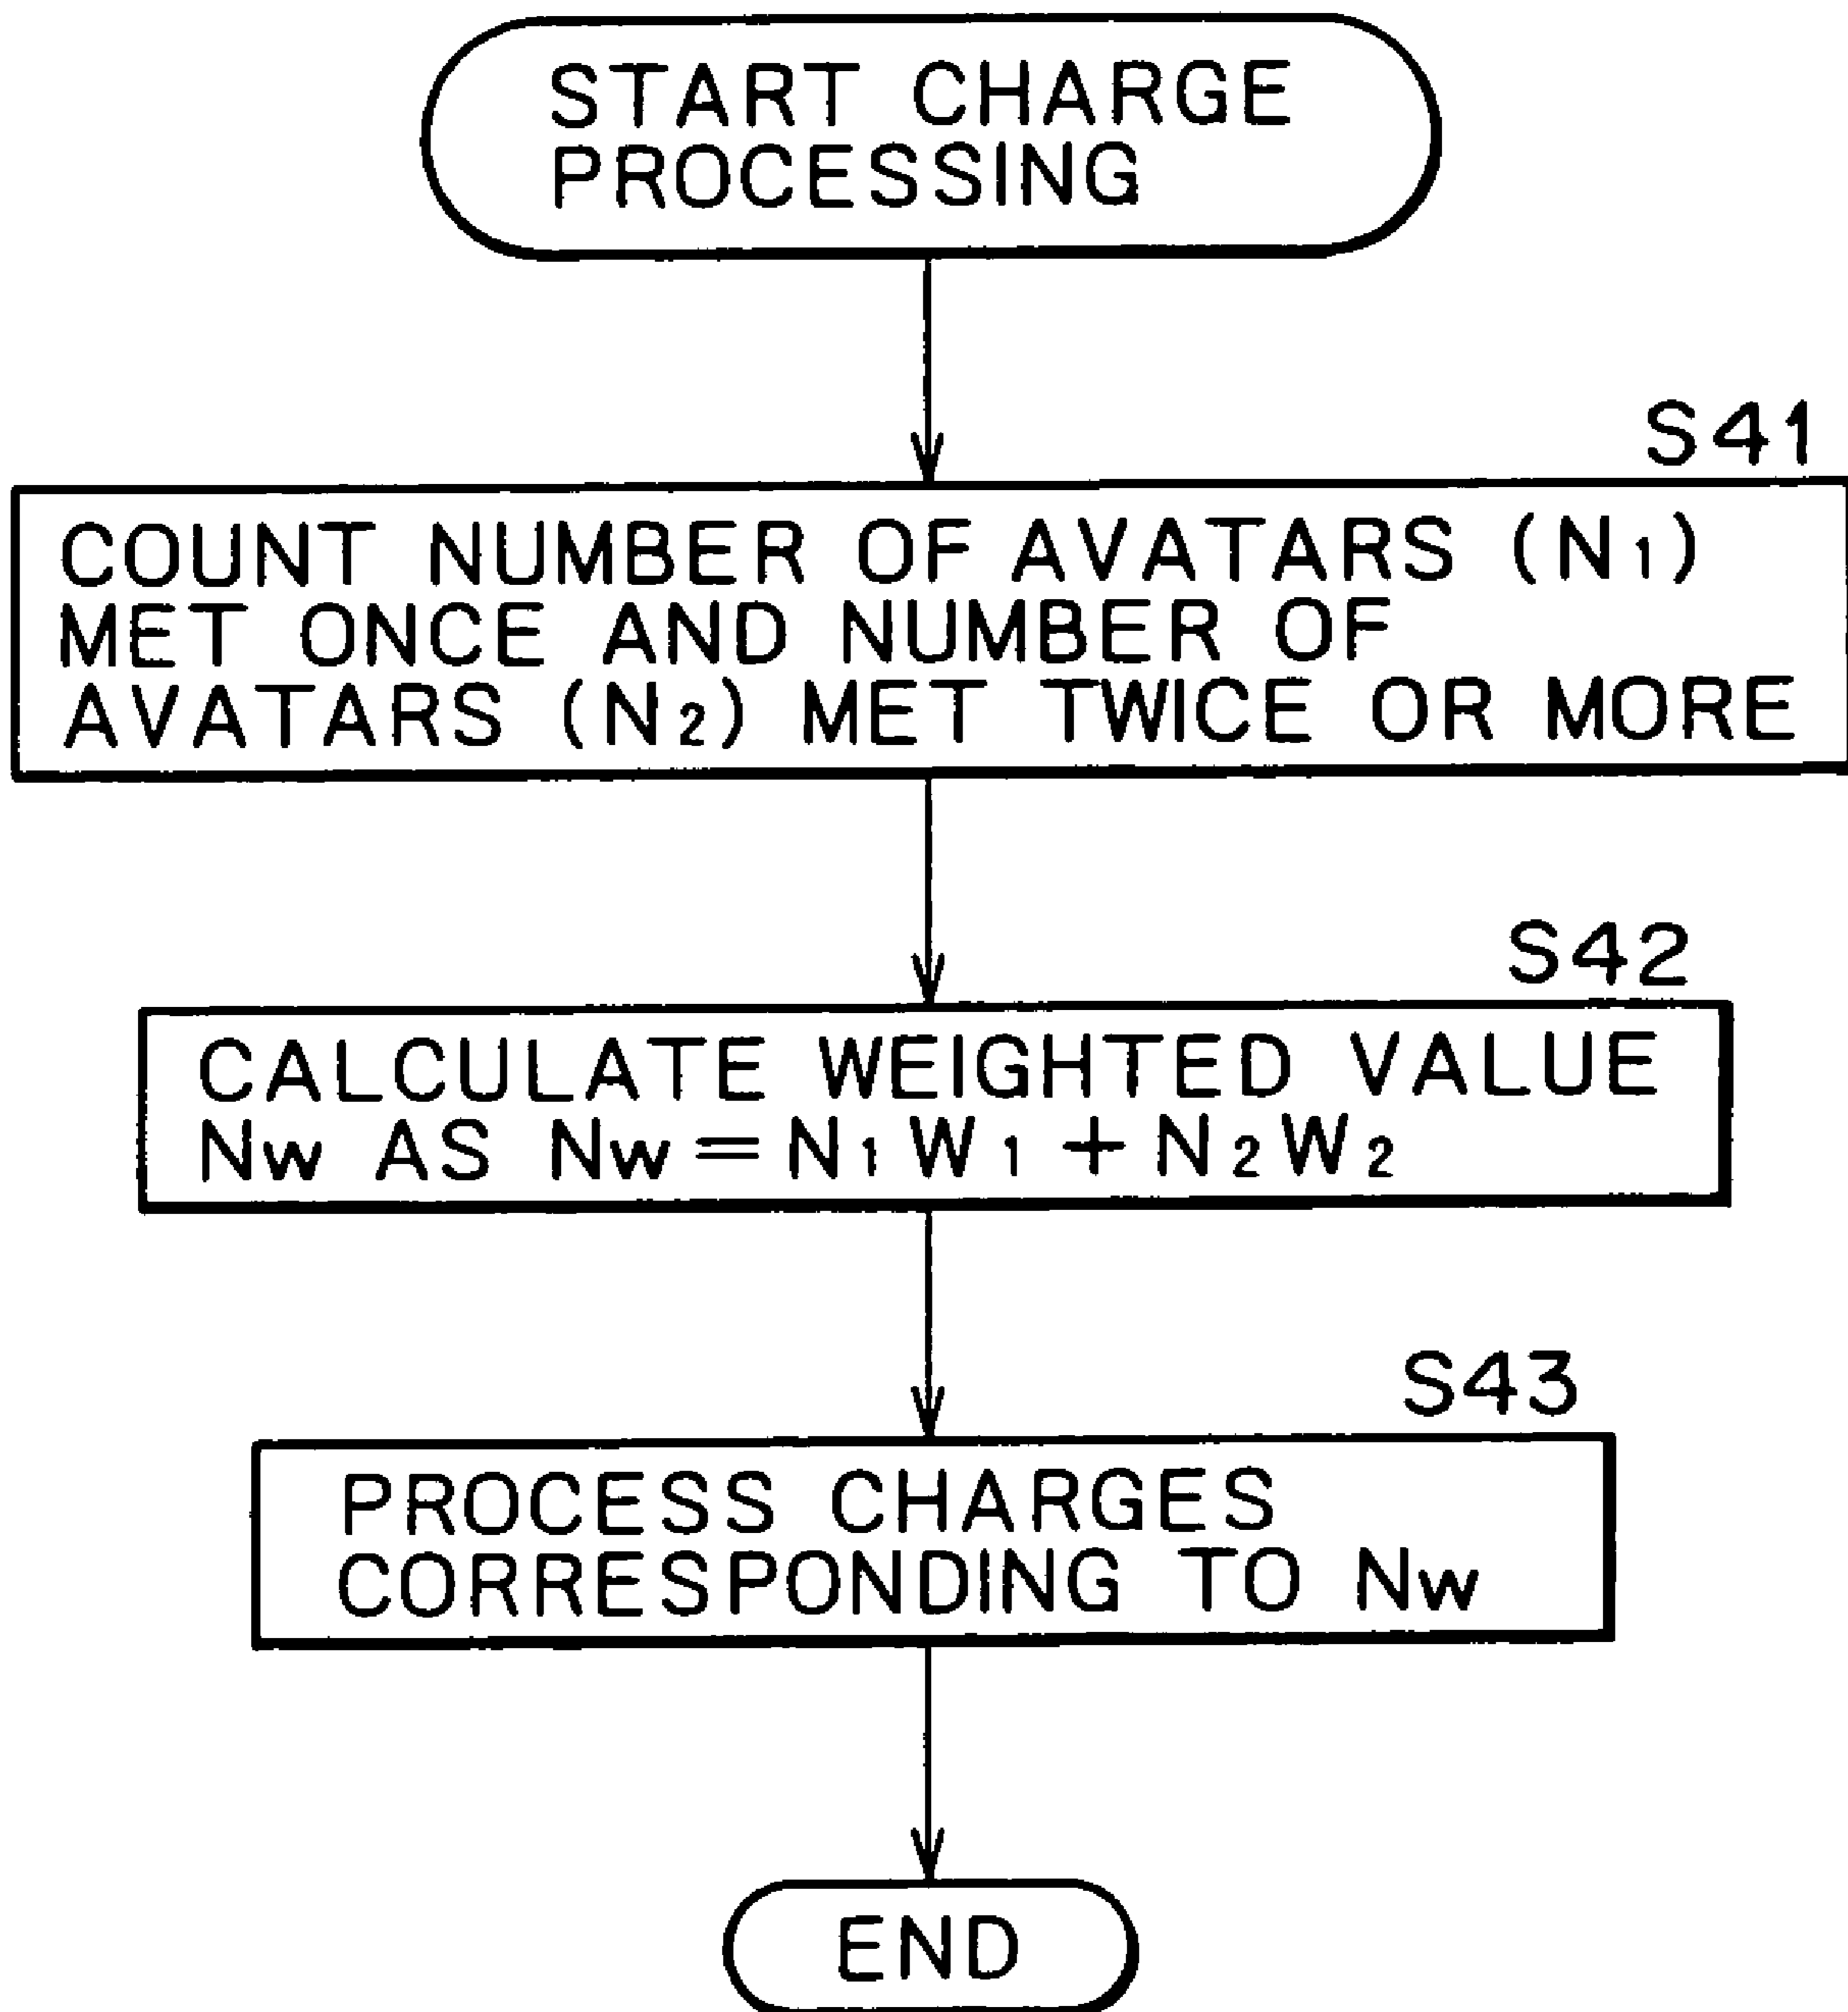 START CHARGE
PROCESSING
S41
COUNT NUMBER OF AVATARS (N₁)
MET ONCE AND NUMBER OF
AVATARS (N₂) MET TWICE OR MORE
S42
CALCULATE WEIGHTED VALUE
Nw AS Nw = N₁W₁ + N₂W₂
S43
PROCESS CHARGES
CORRESPONDING TO Nw
END